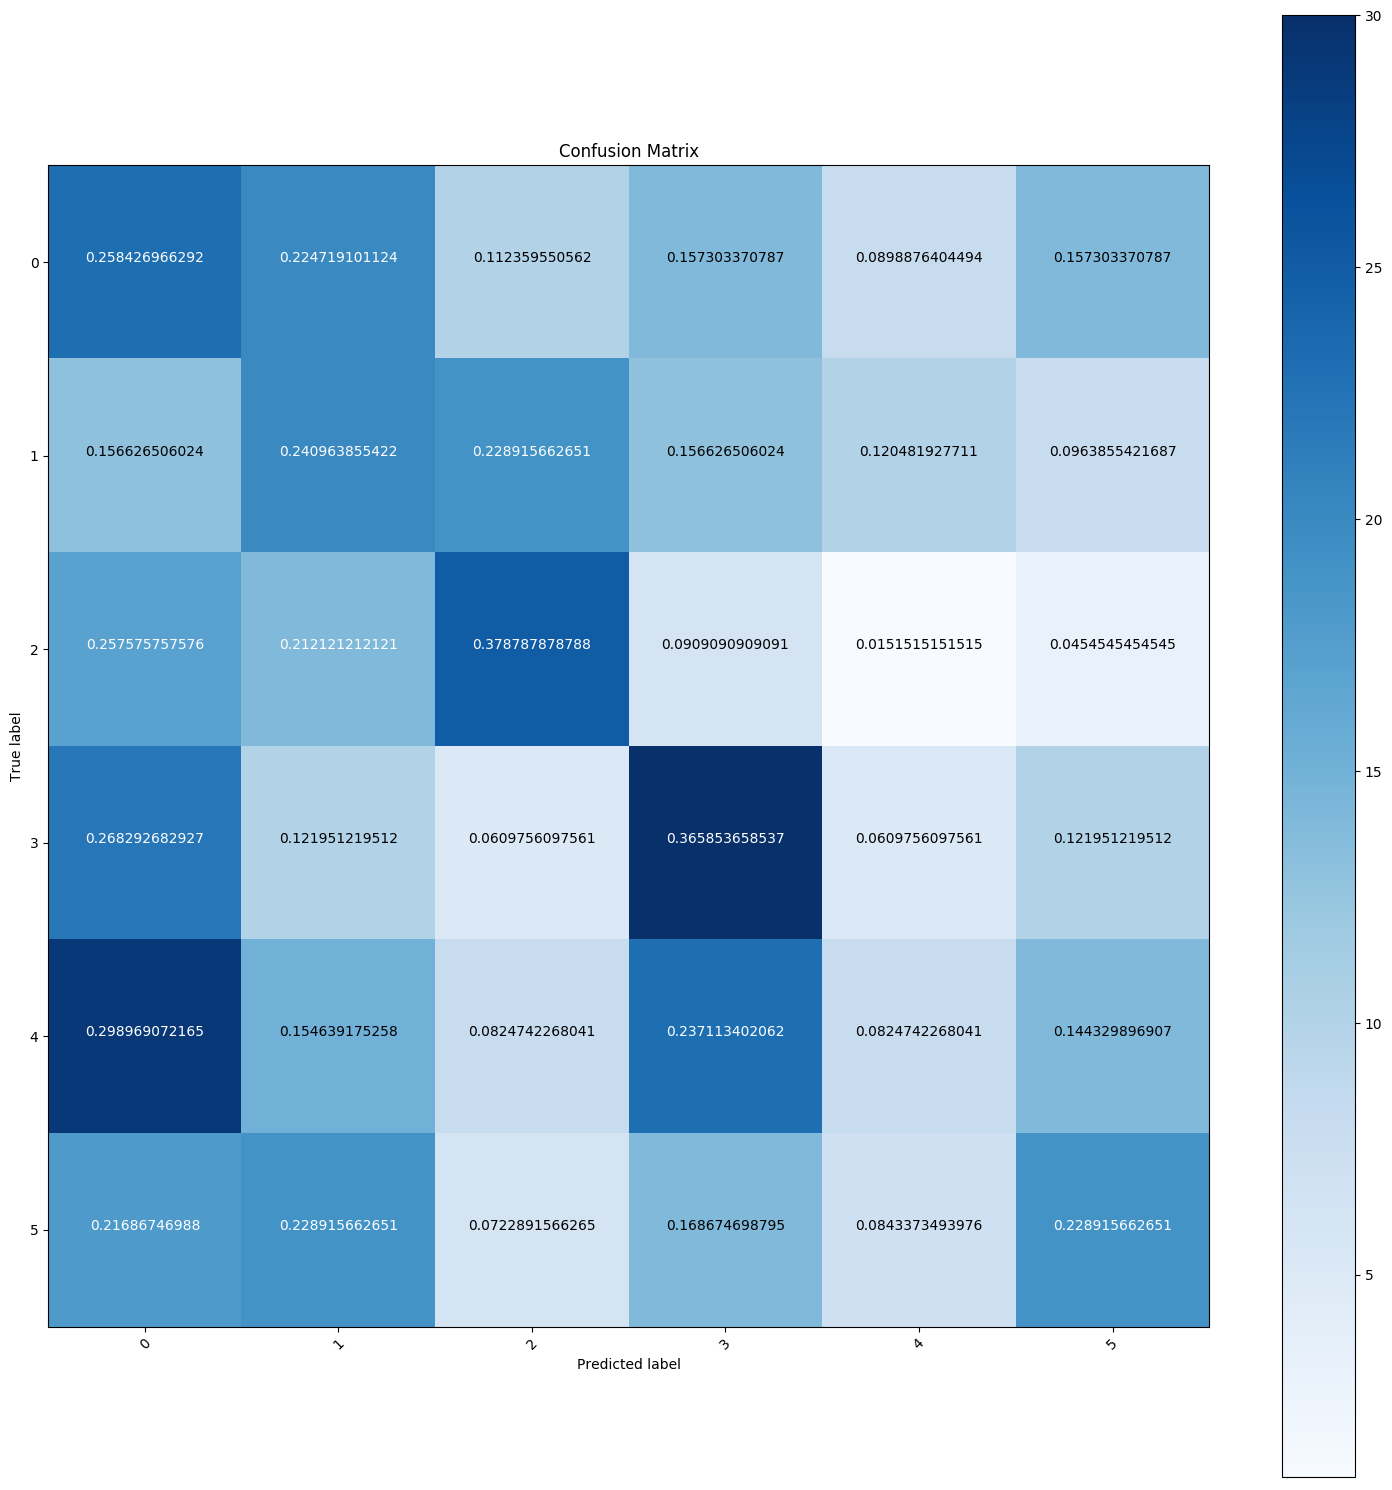 Confusion Matrix
0 0.258426966292 0.224719101124 0.112359550562 0.157303370787 0.0898876404494 0.157303370787
1 0.156626506024 0.240963855422 0.228915662651 0.156626506024 0.120481927711 0.0963855421687
2 0.257575757576 0.212121212121 0.378787878788 0.0909090909091 0.0151515151515 0.0454545454545
3 0.268292682927 0.121951219512 0.0609756097561 0.365853658537 0.0609756097561 0.121951219512
4 0.298969072165 0.154639175258 0.0824742268041 0.237113402062 0.0824742268041 0.144329896907
5 0.21686746988 0.228915662651 0.0722891566265 0.168674698795 0.0843373493976 0.228915662651
0 1 2 3 4 5
Predicted label
True label
30
25
20
15
10
5